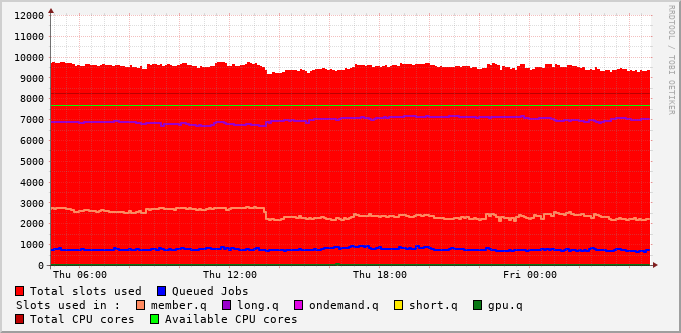 12000
11000
10000
9000
8000
7000
6000
5000
4000
3000
2000
1000
0
Thu 06:00 Thu 12:00 Thu 18:00 Fri 00:00
RRDTOOL / TOBI OETIKER
Total slots used Queued Jobs
Slots used in : member.q long.q ondemand.q short.q gpu.q
Total CPU cores Available CPU cores